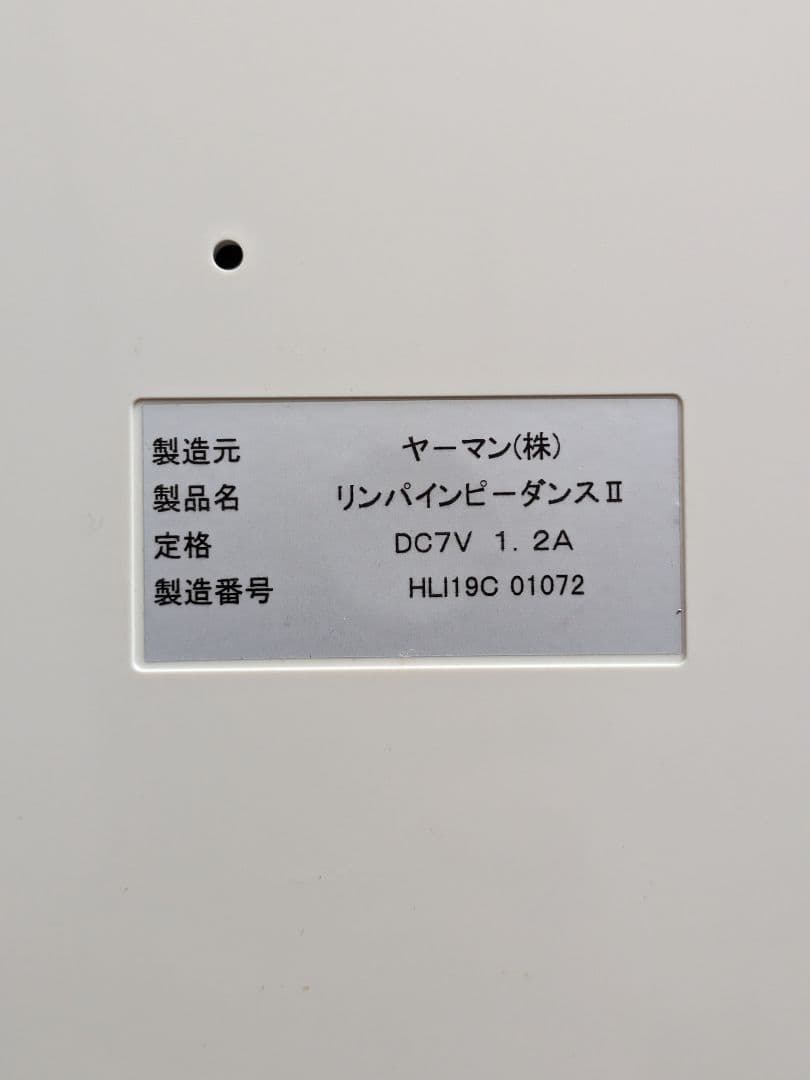 製造元 ヤーマン(株)
製品名 リンパインピーダンスⅡ
定格 DC7V 1. 2A
製造番号 HLI19C 01072